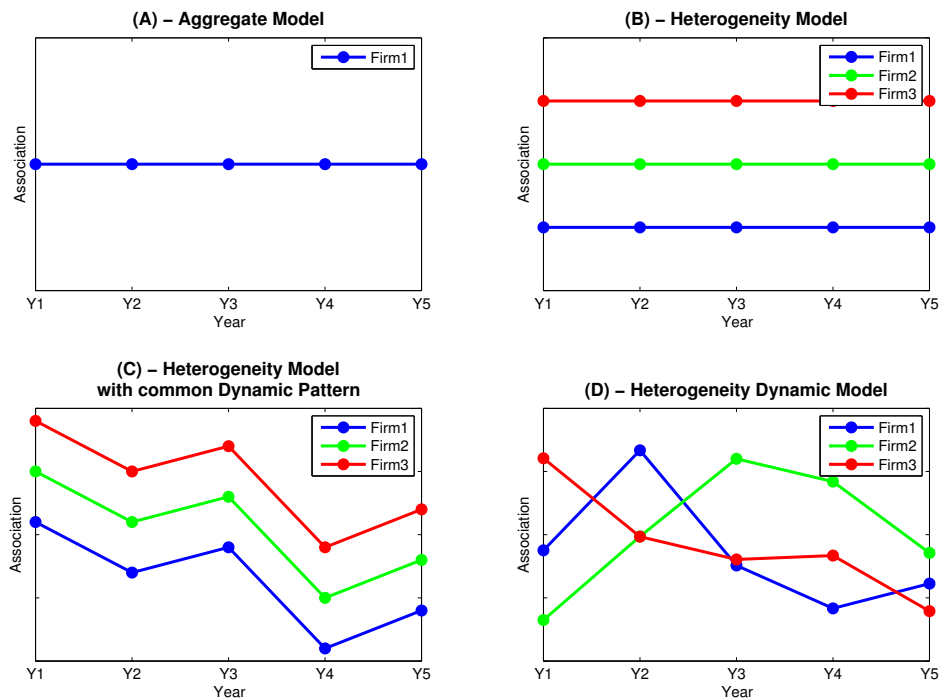 (A) − Aggregate Model
Firm1
Association
Y1 Y2 Y3 Y4 Y5
Year
(B) − Heterogeneity Model
Firm1
Firm2
Firm3
Association
Y1 Y2 Y3 Y4 Y5
Year
(C) − Heterogeneity Model
with common Dynamic Pattern
Firm1
Firm2
Firm3
Association
Y1 Y2 Y3 Y4 Y5
Year
(D) − Heterogeneity Dynamic Model
Firm1
Firm2
Firm3
Association
Y1 Y2 Y3 Y4 Y5
Year